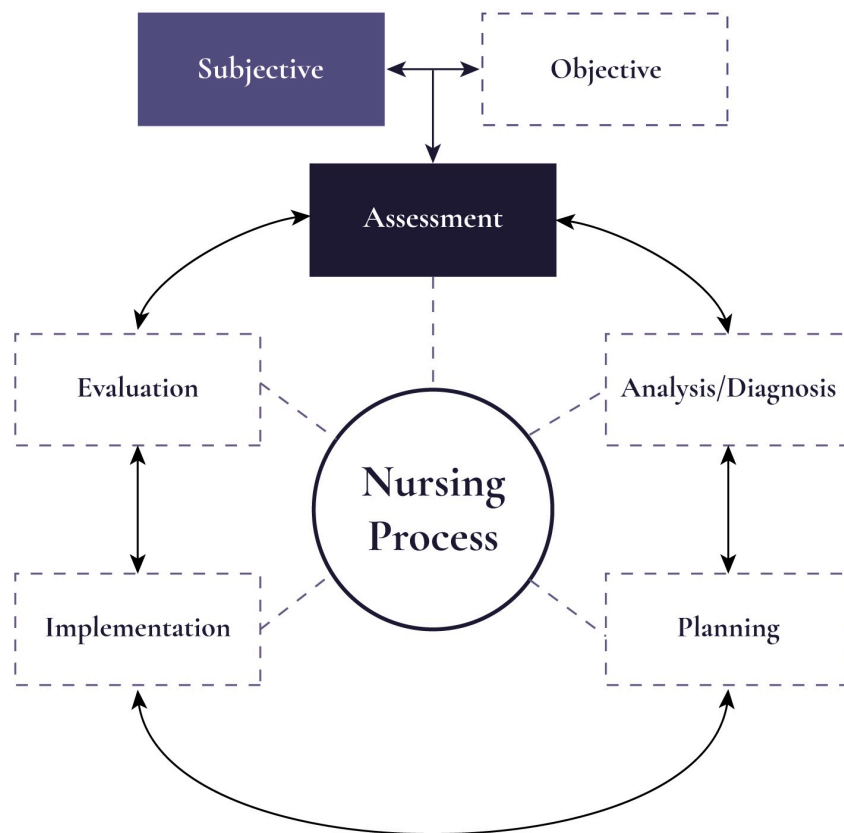 Subjective
Objective
Assessment
Evaluation
Analysis/Diagnosis
Nursing
Process
Implementation
Planning